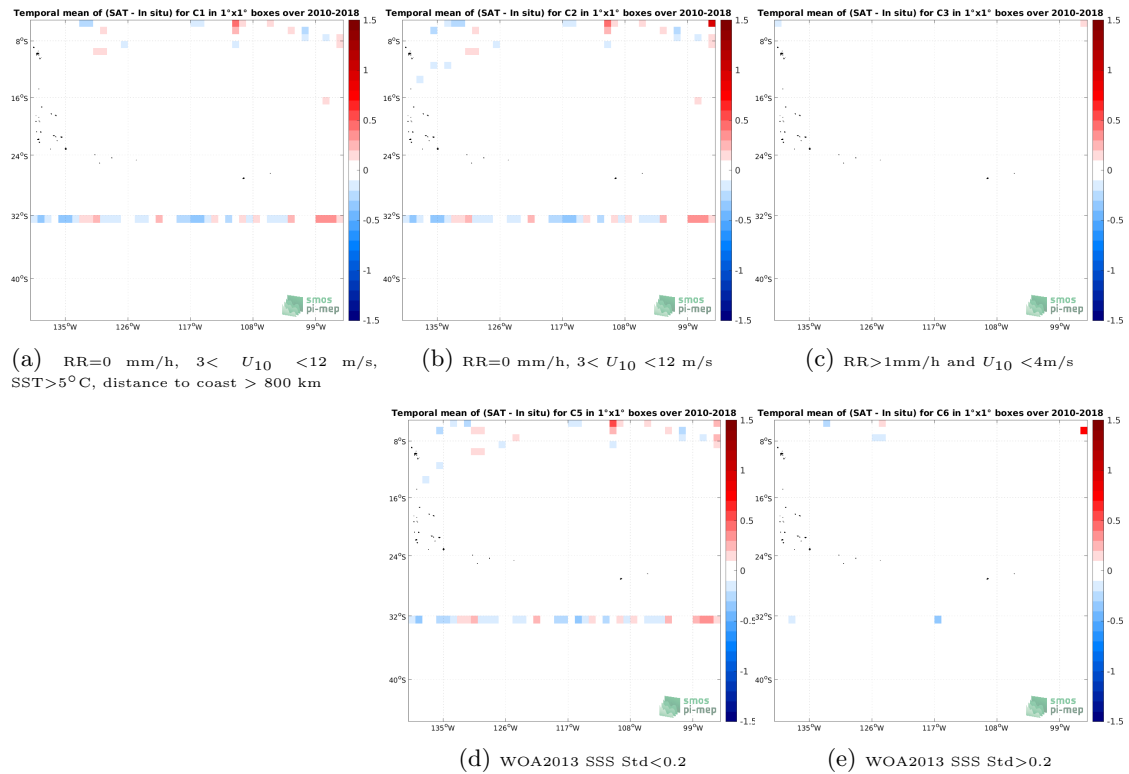 Temporal mean of (SAT - In situ) for C1 in 1°x1° boxes over 2010-2018
8°S
16°S
24°S
32°S
40°S
135°W
126°W
117°W
108°W
99°W
1.5
1
0.5
0
-0.5
-1
-1.5
smos
pi-mep
(a) RR=0 mm/h, 3< U10 <12 m/s,
SST>5°C, distance to coast > 800 km
Temporal mean of (SAT - In situ) for C2 in 1°x1° boxes over 2010-2018
8°S
16°S
24°S
32°S
40°S
135°W
126°W
117°W
108°W
99°W
1.5
1
0.5
0
-0.5
-1
-1.5
smos
pi-mep
(b) RR=0 mm/h, 3< U10 <12 m/s
Temporal mean of (SAT - In situ) for C3 in 1°x1° boxes over 2010-2018
8°S
16°S
24°S
32°S
40°S
135°W
126°W
117°W
108°W
99°W
1.5
1
0.5
0
-0.5
-1
-1.5
smos
pi-mep
(c) RR>1mm/h and U10 <4m/s
Temporal mean of (SAT - In situ) for C5 in 1°x1° boxes over 2010-2018
8°S
16°S
24°S
32°S
40°S
135°W
126°W
117°W
108°W
99°W
1.5
1
0.5
0
-0.5
-1
-1.5
smos
pi-mep
(d) WOA2013 SSS Std<0.2
Temporal mean of (SAT - In situ) for C6 in 1°x1° boxes over 2010-2018
8°S
16°S
24°S
32°S
40°S
135°W
126°W
117°W
108°W
99°W
1.5
1
0.5
0
-0.5
-1
-1.5
smos
pi-mep
(e) WOA2013 SSS Std>0.2